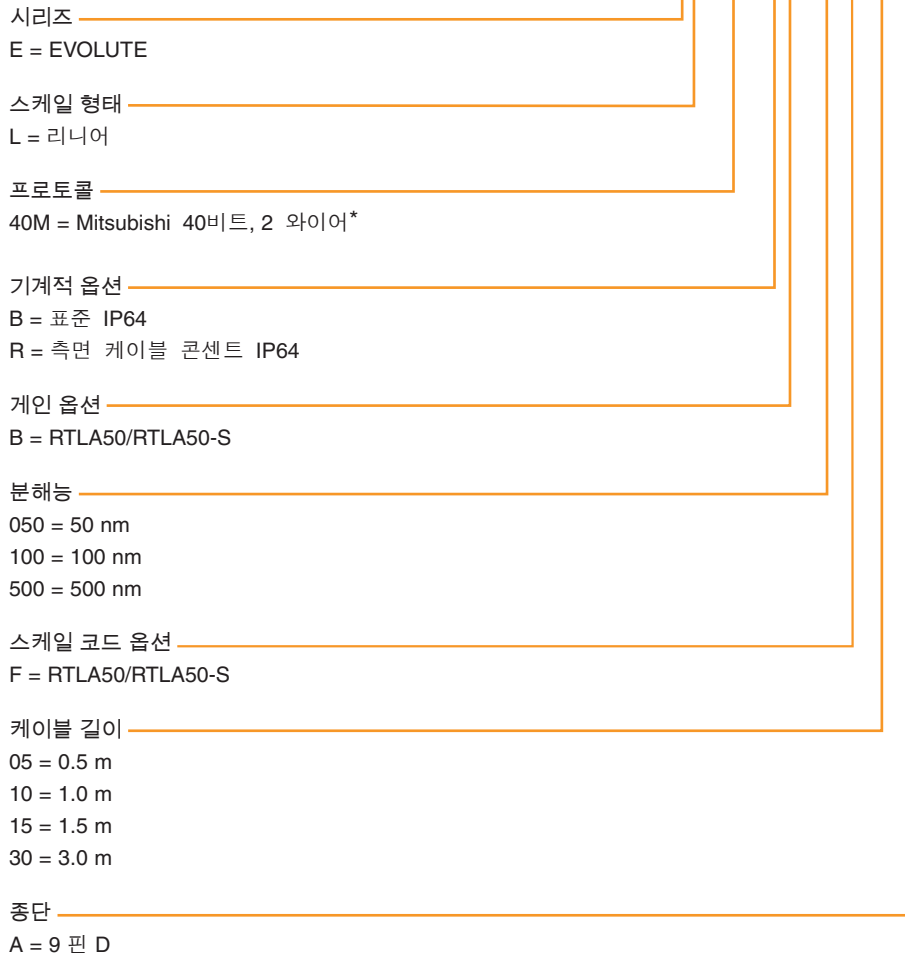 시리즈
E = EVOLUTE
스케일 형태
L = 리니어
프로토콜
40M = Mitsubishi 40비트, 2 와이어*
기계적 옵션
B = 표준 IP64
R = 측면 케이블 콘센트 IP64
게인 옵션
B = RTLA50/RTLA50-S
분해능
050 = 50 nm
100 = 100 nm
500 = 500 nm
스케일 코드 옵션
F = RTLA50/RTLA50-S
케이블 길이
05 = 0.5 m
10 = 1.0 m
15 = 1.5 m
30 = 3.0 m
종단
A = 9 핀 D